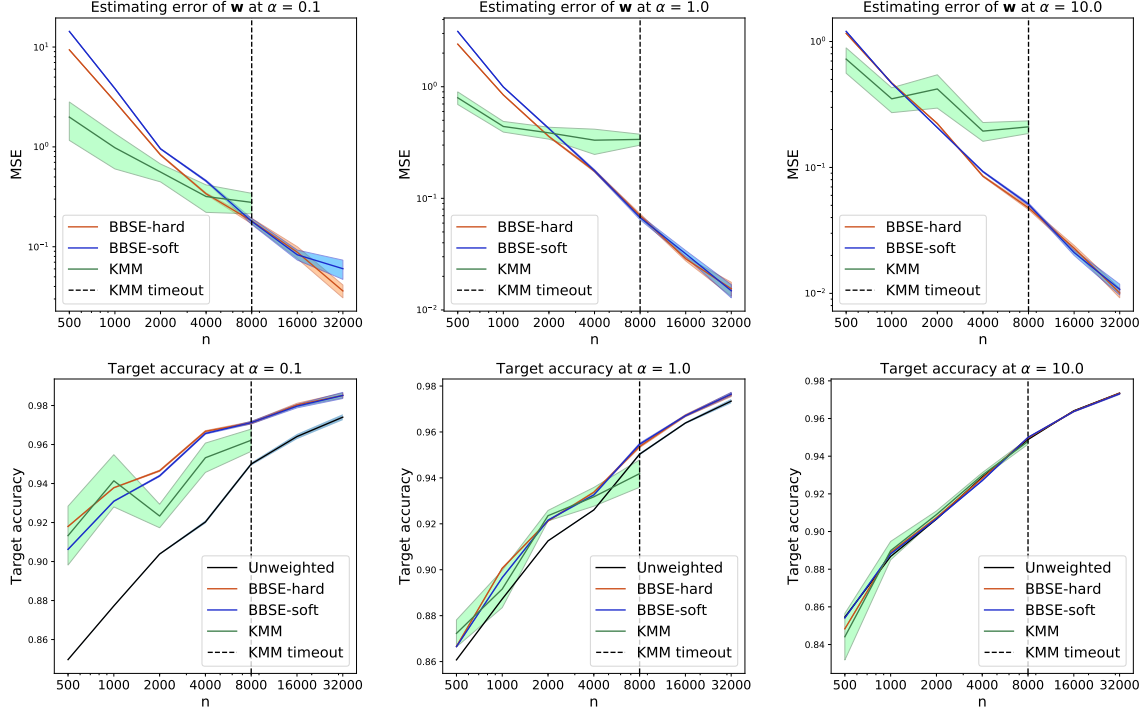 Estimating error of w at α = 0.1
MSE
10¹
10⁰
10⁻¹
BBSE-hard
BBSE-soft
KMM
KMM timeout
500 1000 2000 4000 8000 16000 32000
n
Estimating error of w at α = 1.0
MSE
10⁰
10⁻¹
10⁻²
BBSE-hard
BBSE-soft
KMM
KMM timeout
500 1000 2000 4000 8000 16000 32000
n
Estimating error of w at α = 10.0
MSE
10⁰
10⁻¹
10⁻²
BBSE-hard
BBSE-soft
KMM
KMM timeout
500 1000 2000 4000 8000 16000 32000
n
Target accuracy at α = 0.1
Target accuracy
0.98
0.96
0.94
0.92
0.90
0.88
0.86
Unweighted
BBSE-hard
BBSE-soft
KMM
KMM timeout
500 1000 2000 4000 8000 16000 32000
n
Target accuracy at α = 1.0
Target accuracy
0.98
0.96
0.94
0.92
0.90
0.88
0.86
Unweighted
BBSE-hard
BBSE-soft
KMM
KMM timeout
500 1000 2000 4000 8000 16000 32000
n
Target accuracy at α = 10.0
Target accuracy
0.98
0.96
0.94
0.92
0.90
0.88
0.86
0.84
Unweighted
BBSE-hard
BBSE-soft
KMM
KMM timeout
500 1000 2000 4000 8000 16000 32000
n